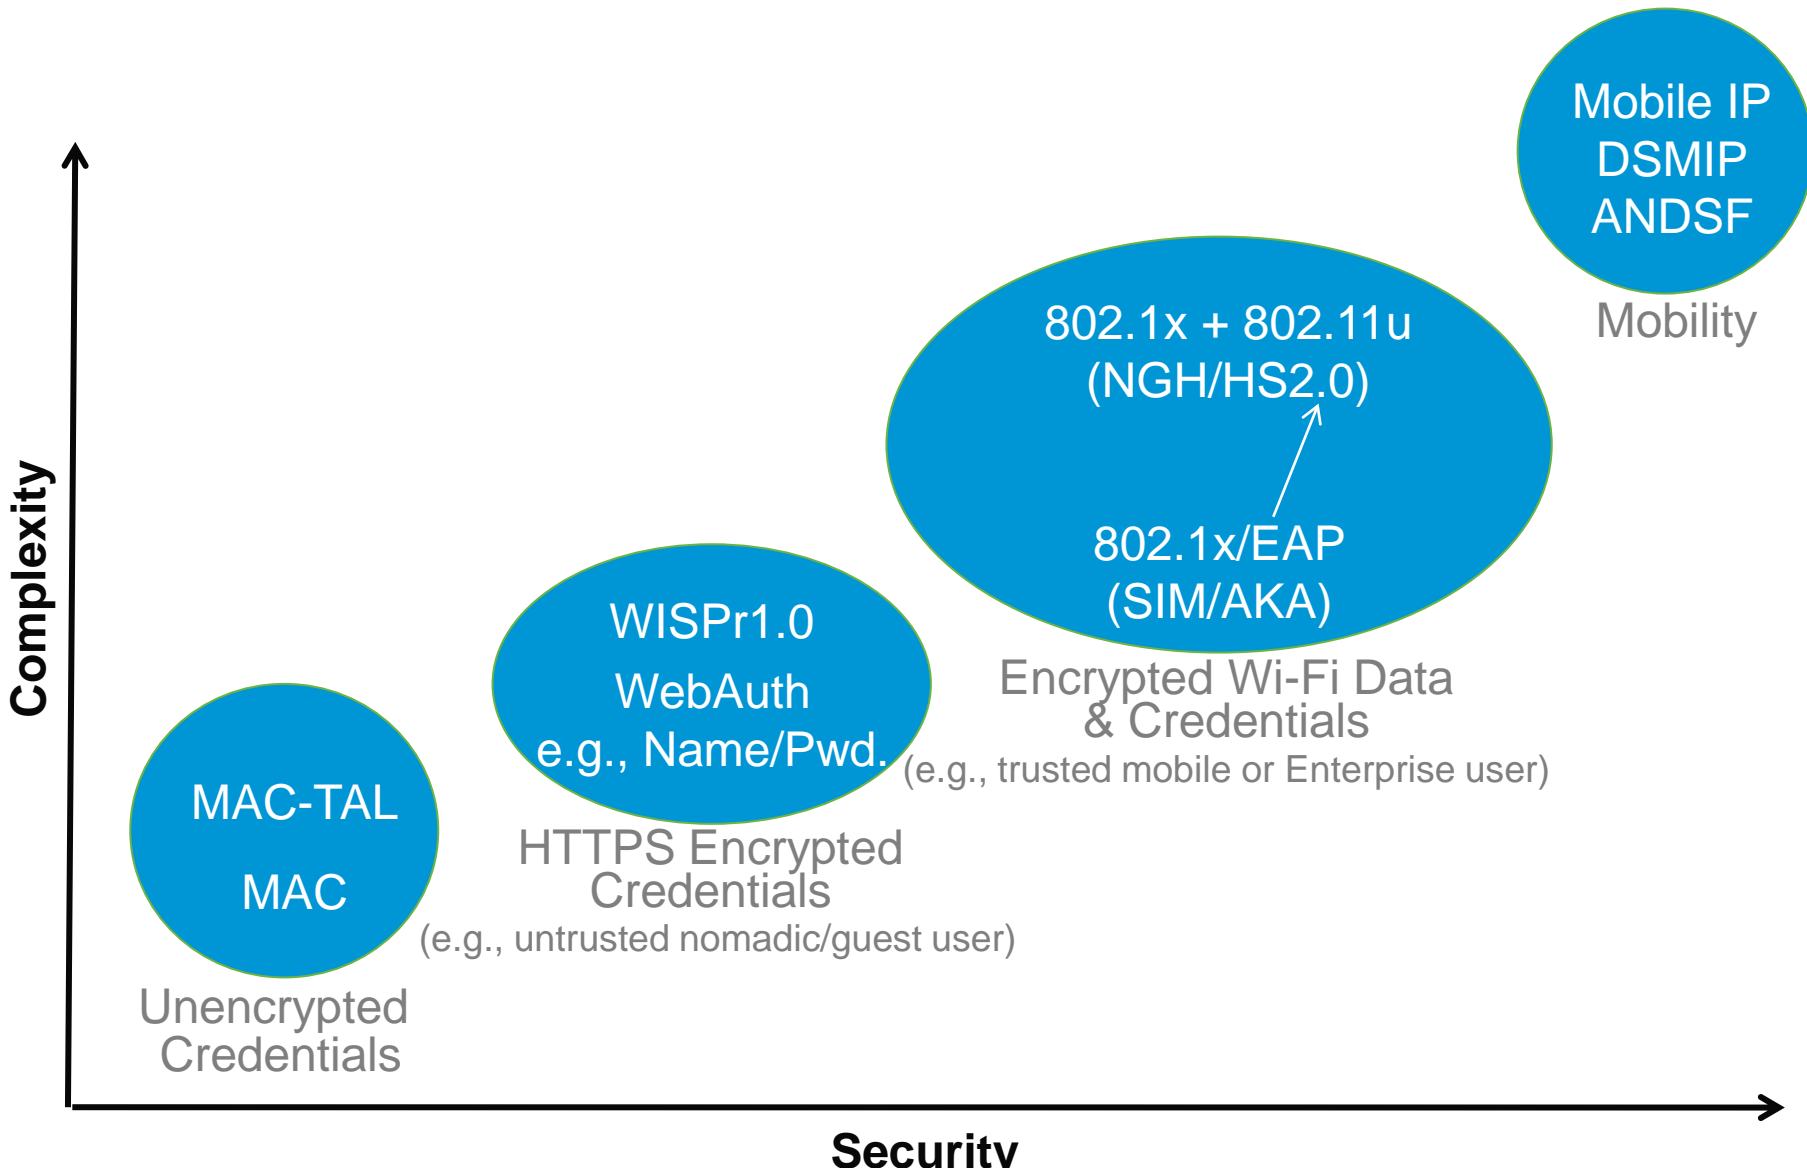 Mobile IP
DSMIP
ANDSF
Mobility
802.1x + 802.11u
(NGH/HS2.0)
802.1x/EAP
(SIM/AKA)
Encrypted Wi-Fi Data
& Credentials
(e.g., trusted mobile or Enterprise user)
WISPr1.0
WebAuth
e.g., Name/Pwd.
HTTPS Encrypted
Credentials
(e.g., untrusted nomadic/guest user)
MAC-TAL
MAC
Unencrypted
Credentials
Complexity
Security